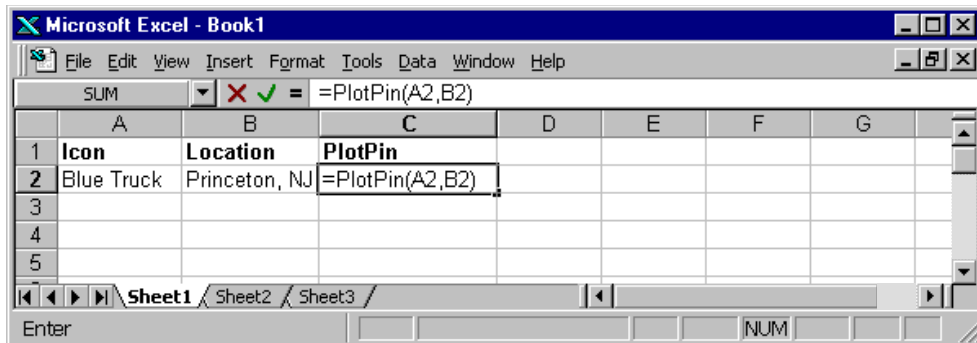 Microsoft Excel - Book1
File Edit View Insert Format Tools Data Window Help
SUM = =PlotPin(A2,B2)
A B C D E F G
1 Icon Location PlotPin
2 Blue Truck Princeton, NJ =PlotPin(A2,B2)
3
4
5
Sheet1 Sheet2 Sheet3
Enter NUM